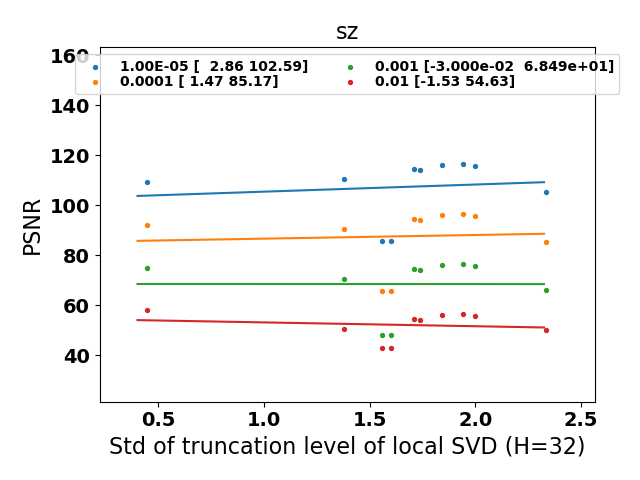 sz
1.00E-05 [  2.86 102.59]
0.0001 [ 1.47 85.17]
0.001 [-3.000e-02  6.849e+01]
0.01 [-1.53 54.63]
160
140
120
100
80
60
40
PSNR
0.5 1.0 1.5 2.0 2.5
Std of truncation level of local SVD (H=32)